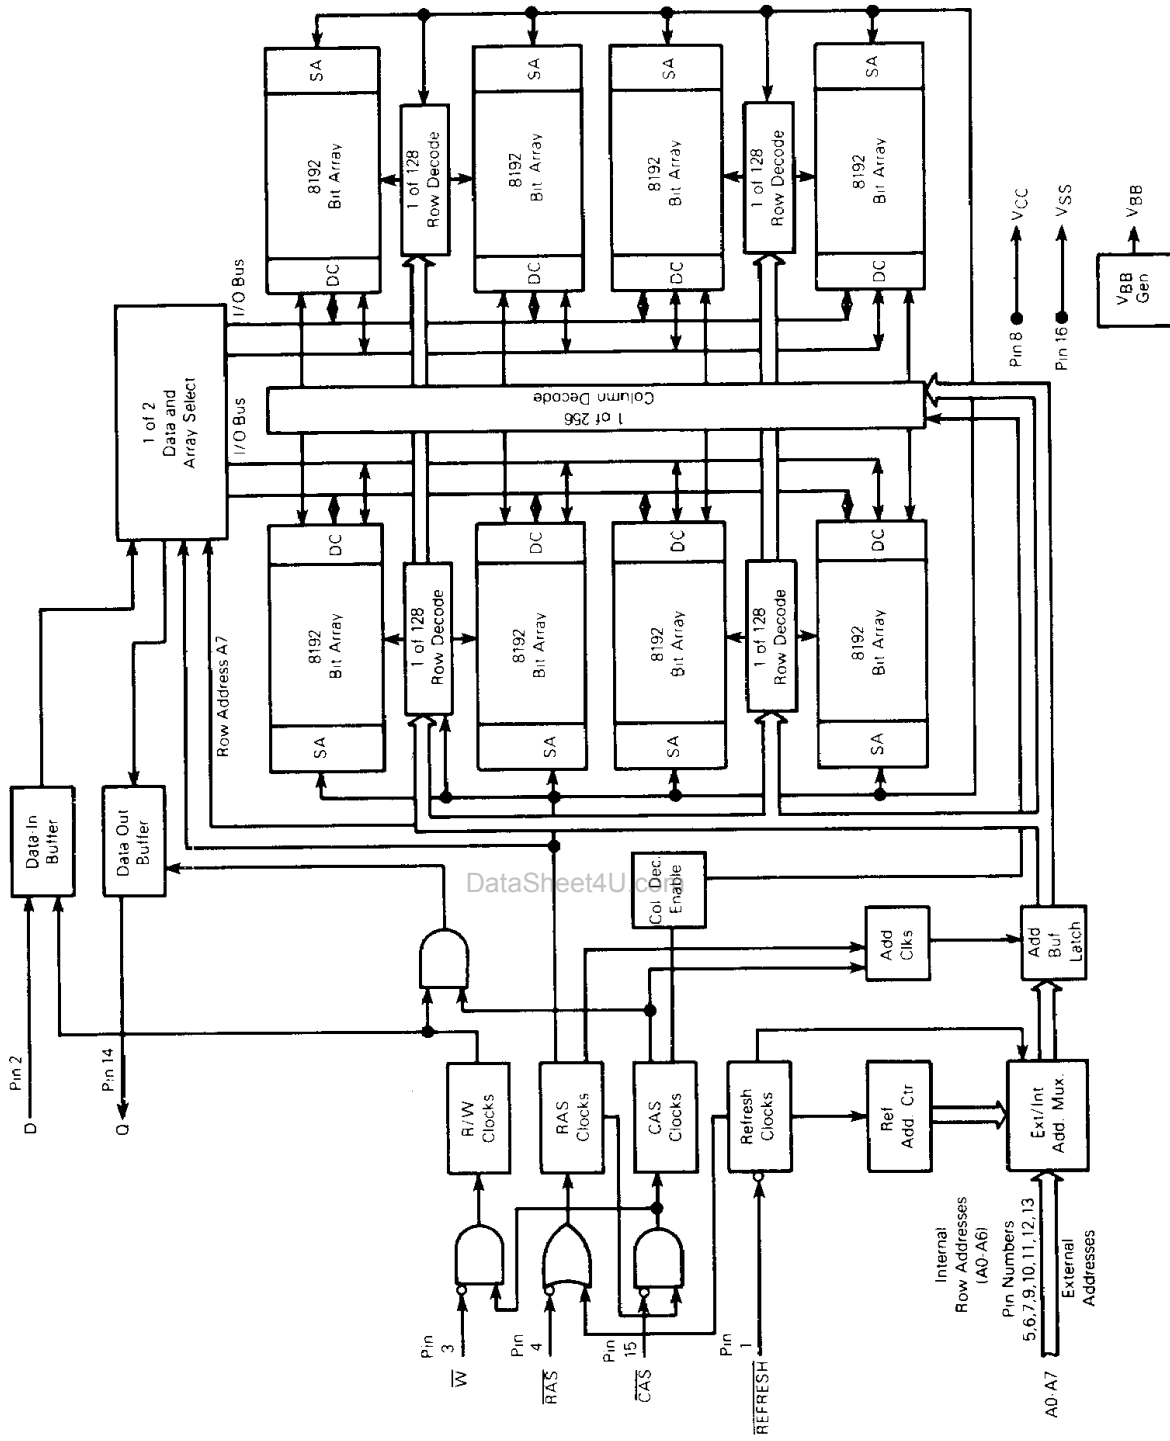 D
Pin 2
Data-In
Buffer
Q
Pin 14
Data Out
Buffer
Row Address A7
1 of 2
Data and
Array Select
I/O Bus
I/O Bus
W
Pin
3
R/W
Clocks
RAS
Pin
4
RAS
Clocks
CAS
Pin
15
CAS
Clocks
REFRESH
Pin
1
Refresh
Clocks
Ref
Add. Ctr
Internal
Row Addresses
(A0-A6)
Pin Numbers
5,6,7,9,10,11,12,13
External
Addresses
A0-A7
Ext/Int
Add. Mux.
Col Dec.
Enable
Add
Clks
Add
Buf
Latch
SA
8192
Bit Array
DC
1 of 128
Row Decode
SA
8192
Bit Array
DC
SA
8192
Bit Array
DC
1 of 128
Row Decode
SA
8192
Bit Array
DC
1 of 256
Column Decode
DC
8192
Bit Array
SA
1 of 128
Row Decode
DC
8192
Bit Array
SA
DC
8192
Bit Array
SA
1 of 128
Row Decode
DC
8192
Bit Array
SA
Pin 8
VCC
Pin 16
VSS
VBB
Gen
VBB
DataSheet4U.com